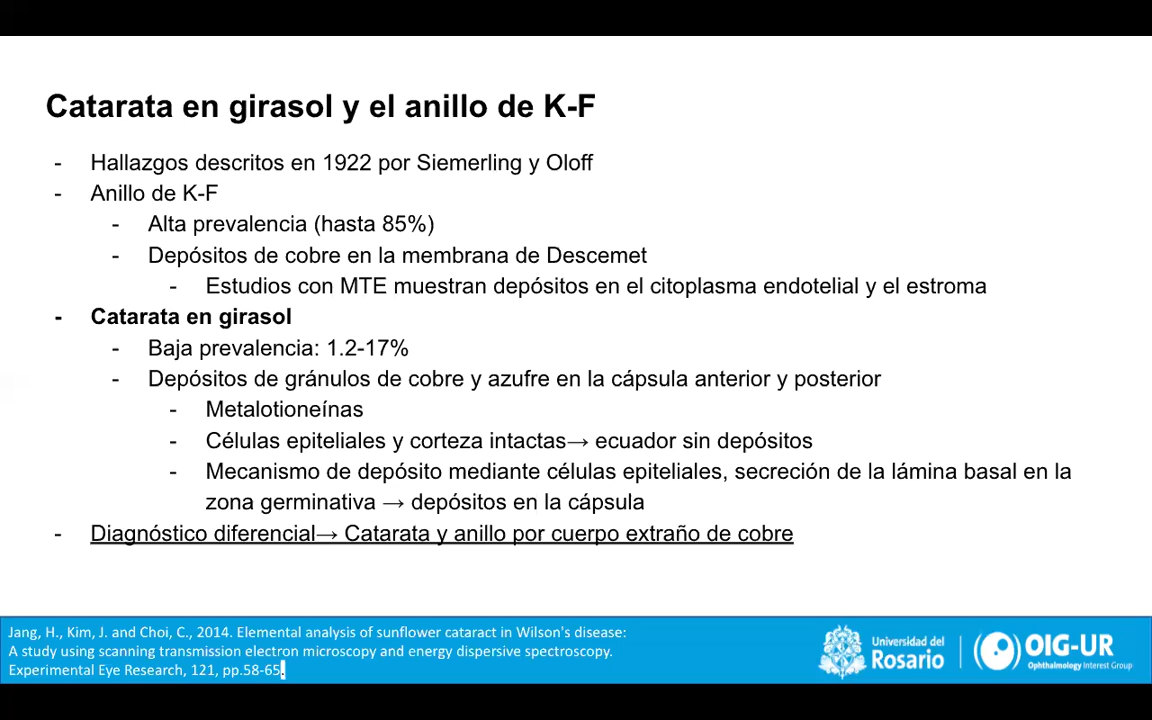 Catarata en girasol y el anillo de K-F
- Hallazgos descritos en 1922 por Siemerling y Oloff
- Anillo de K-F
- Alta prevalencia (hasta 85%)
- Depósitos de cobre en la membrana de Descemet
- Estudios con MTE muestran depósitos en el citoplasma endotelial y el estroma
- Catarata en girasol
- Baja prevalencia: 1.2-17%
- Depósitos de gránulos de cobre y azufre en la cápsula anterior y posterior
- Metalotioneínas
- Células epiteliales y corteza intactas→ ecuador sin depósitos
- Mecanismo de depósito mediante células epiteliales, secreción de la lámina basal en la
zona germinativa → depósitos en la cápsula
- Diagnóstico diferencial→ Catarata y anillo por cuerpo extraño de cobre
Jang, H., Kim, J. and Choi, C., 2014. Elemental analysis of sunflower cataract in Wilson's disease:
A study using scanning transmission electron microscopy and energy dispersive spectroscopy.
Experimental Eye Research, 121, pp.58-65.
Universidad del
Rosario
OIG-UR
Ophthalmology Interest Group